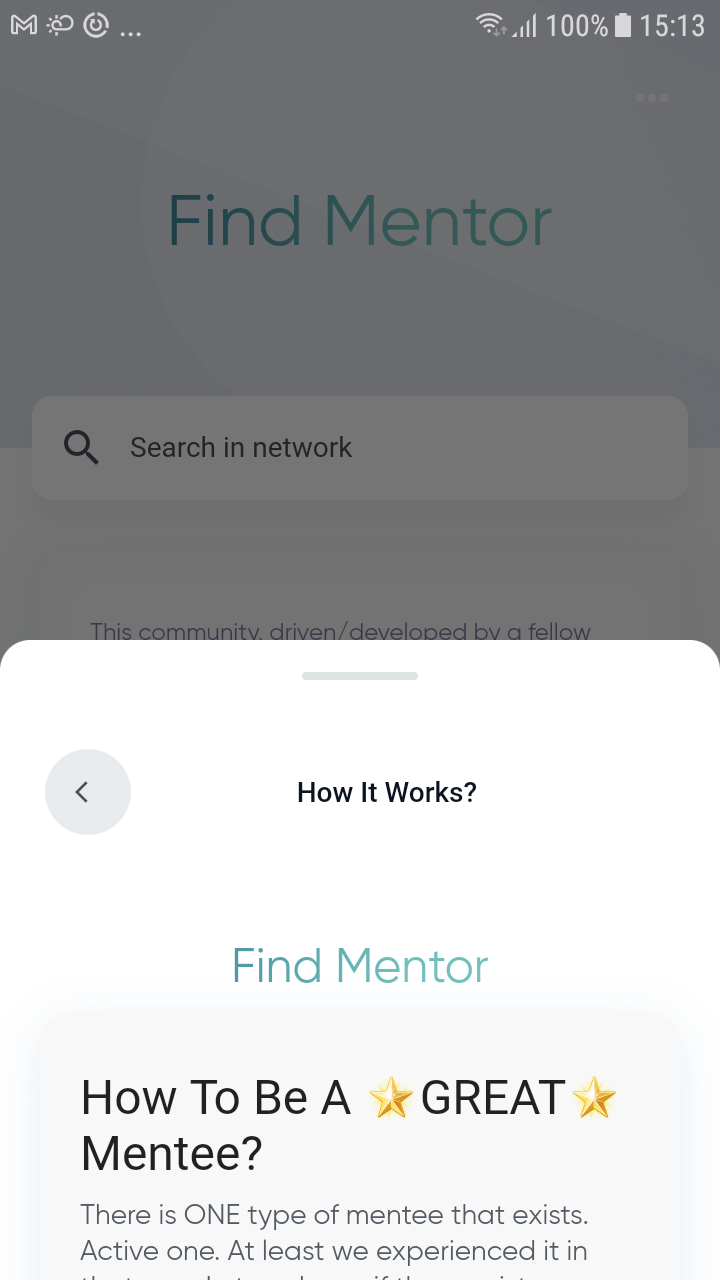 ... 100% 15:13
Find Mentor
Search in network
This community, driven/developed by a fellow
How It Works?
Find Mentor
How To Be A ⭐GREAT⭐
Mentee?
There is ONE type of mentee that exists.
Active one. At least we experienced it in